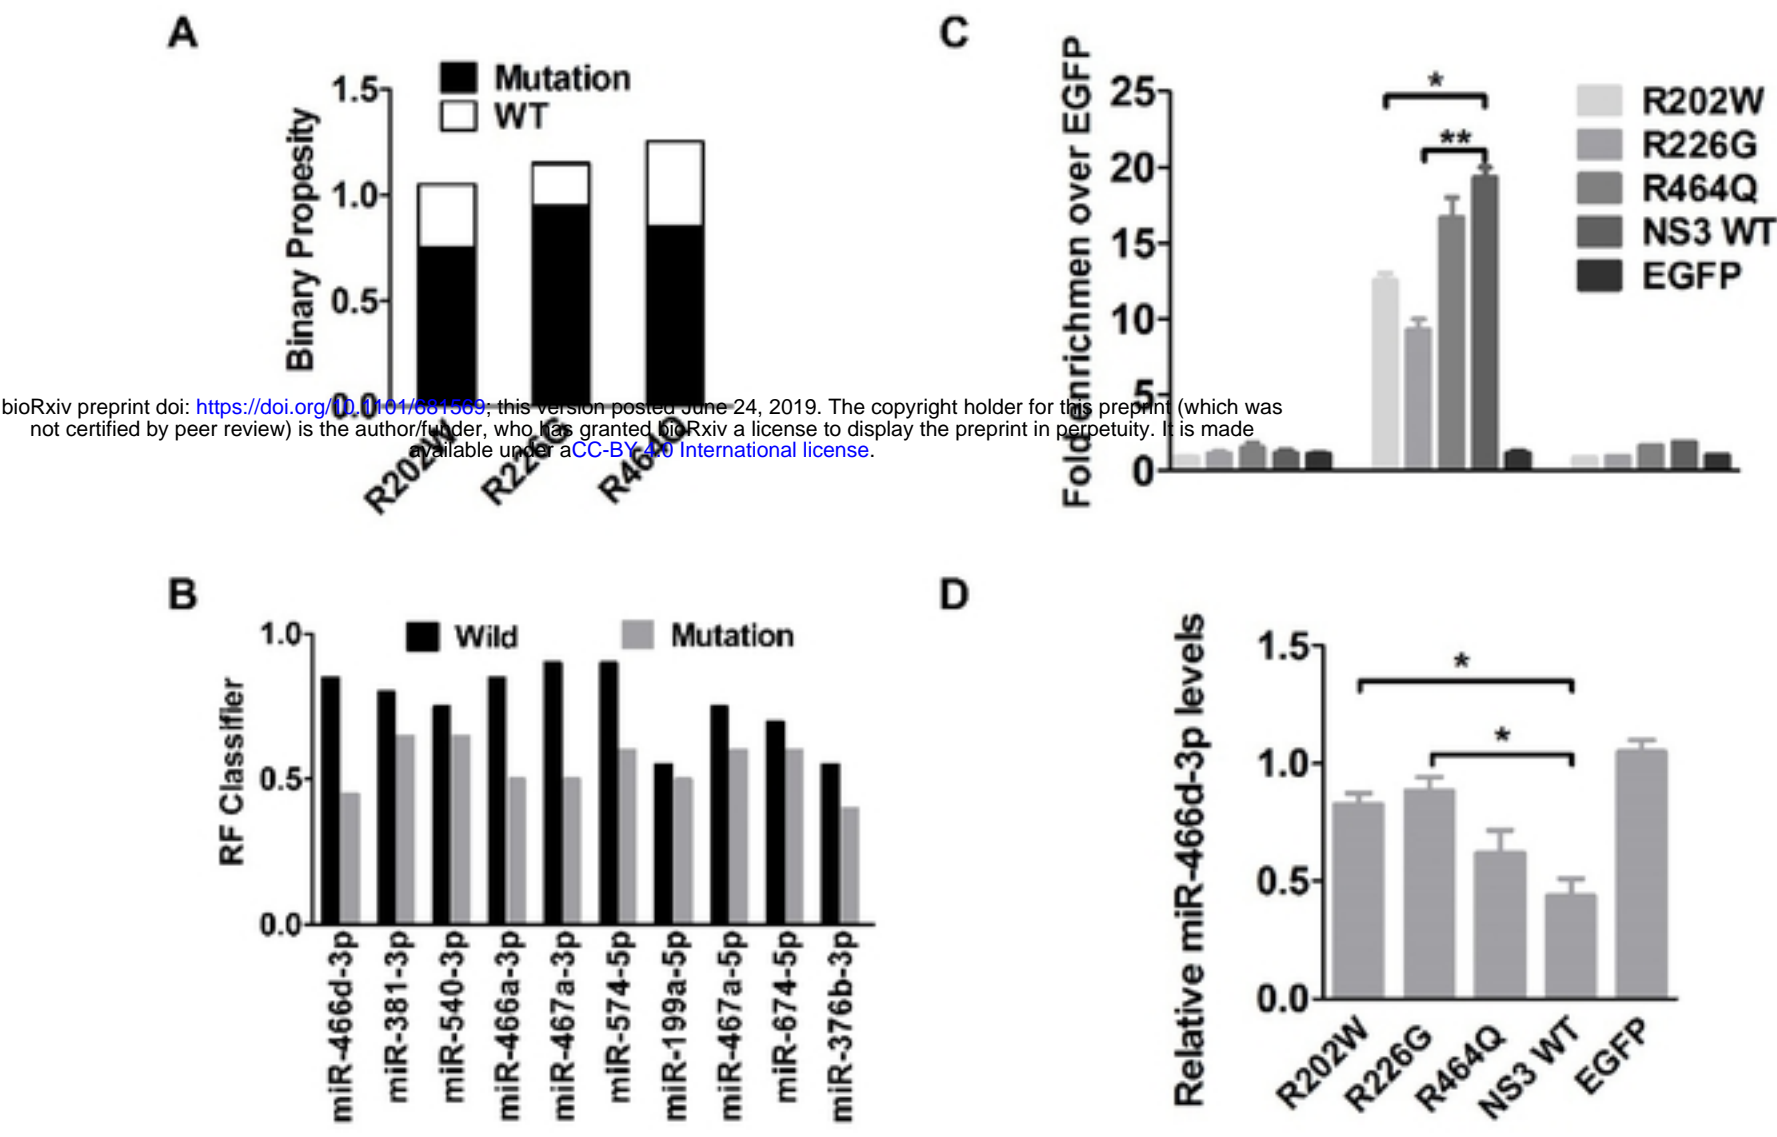 A
Mutation
WT
Binary Propesity
1.5
1.0
0.5
0.0
R202W
R226G
R464Q
C
Fold enrichmen over EGFP
25
20
15
10
5
0
*
**
R202W
R226G
R464Q
NS3 WT
EGFP
bioRxiv preprint doi: https://doi.org/10.1101/681569; this version posted June 24, 2019. The copyright holder for this preprint (which was
not certified by peer review) is the author/funder, who has granted bioRxiv a license to display the preprint in perpetuity. It is made
available under aCC-BY 4.0 International license.
B
Wild
Mutation
RF Classifier
1.0
0.5
0.0
miR-466d-3p
miR-381-3p
miR-540-3p
miR-466a-3p
miR-467a-3p
miR-574-5p
miR-199a-5p
miR-467a-5p
miR-674-5p
miR-376b-3p
D
Relative miR-466d-3p levels
1.5
1.0
0.5
0.0
*
*
R202W
R226G
R464Q
NS3 WT
EGFP